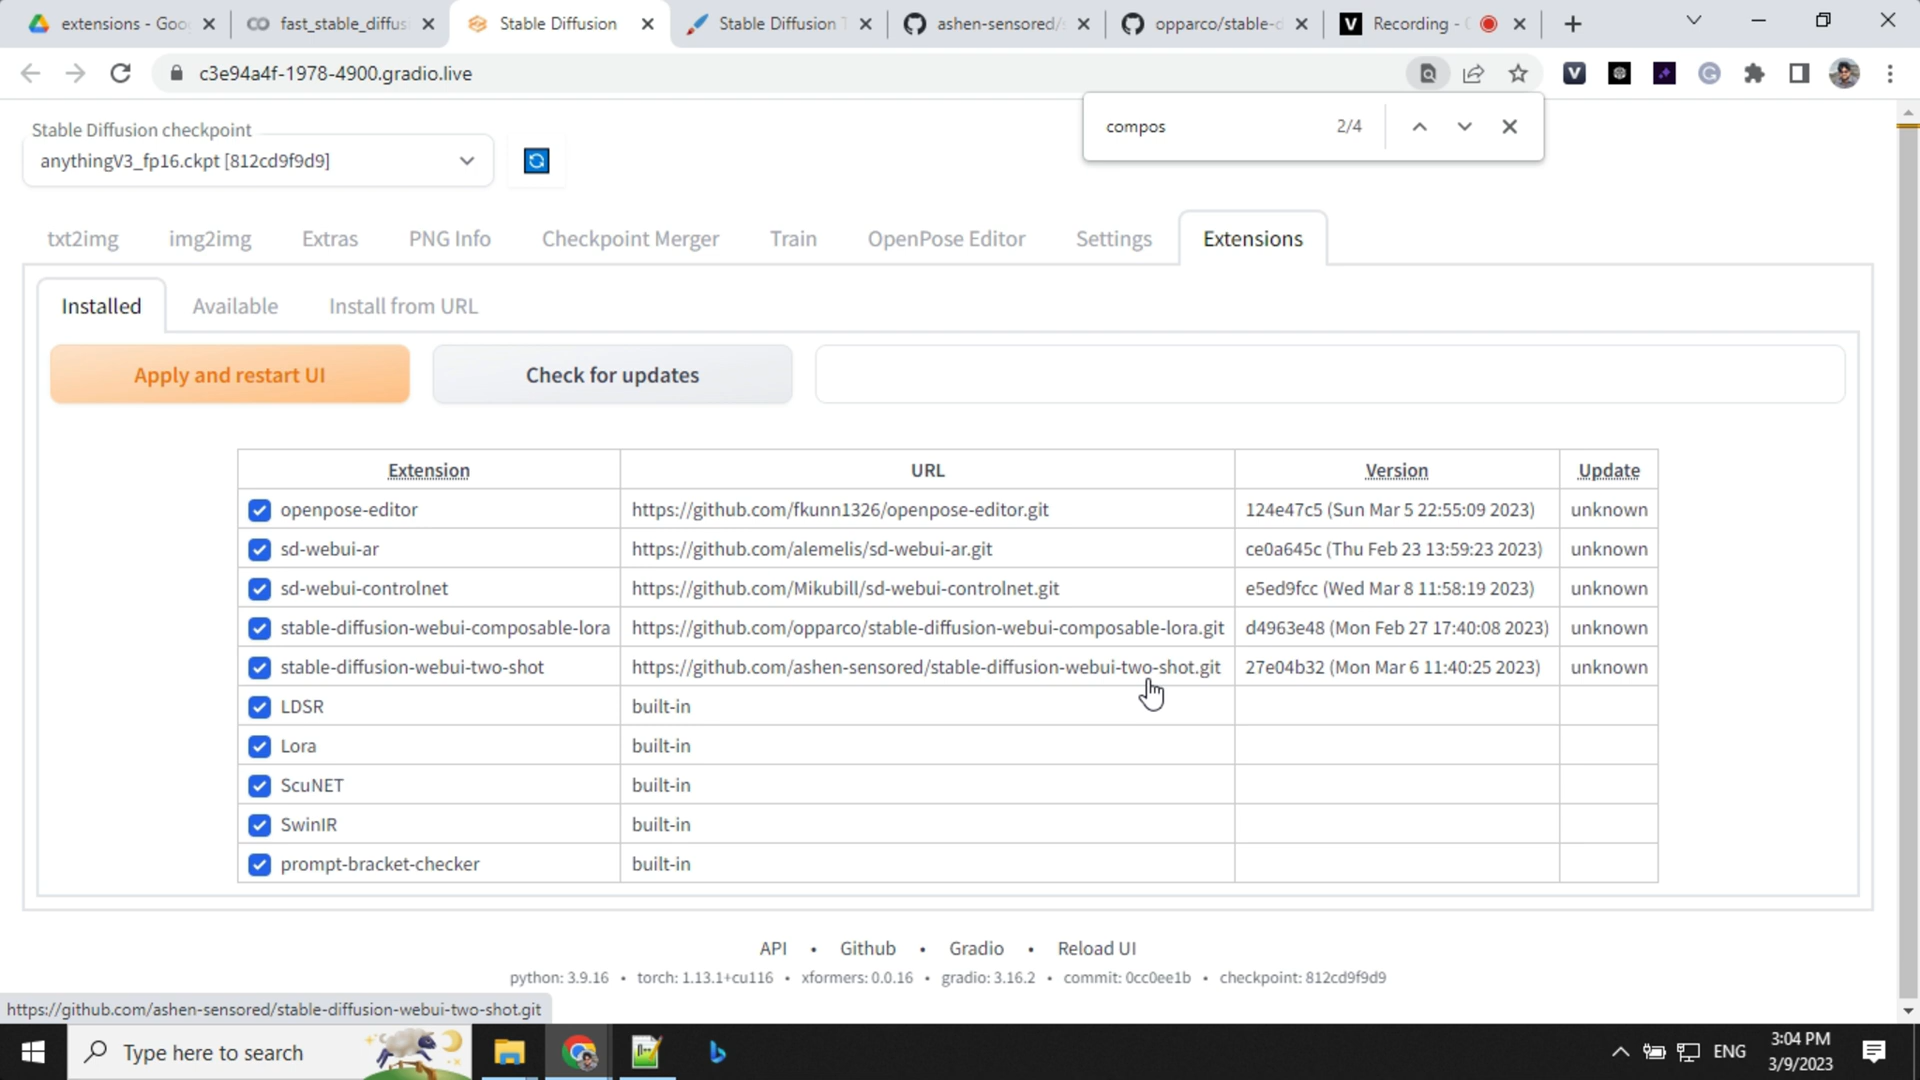 extensions - Goo
fast_stable_diffus
Stable Diffusion
Stable Diffusion T
ashen-sensored/s
opparco/stable-d
Recording -
c3e94a4f-1978-4900.gradio.live
compos 2/4
Stable Diffusion checkpoint
anythingV3_fp16.ckpt [812cd9f9d9]
txt2img img2img Extras PNG Info Checkpoint Merger Train OpenPose Editor Settings Extensions
Installed Available Install from URL
Apply and restart UI Check for updates
Extension URL Version Update
openpose-editor https://github.com/fkunn1326/openpose-editor.git 124e47c5 (Sun Mar 5 22:55:09 2023) unknown
sd-webui-ar https://github.com/alemelis/sd-webui-ar.git ce0a645c (Thu Feb 23 13:59:23 2023) unknown
sd-webui-controlnet https://github.com/Mikubill/sd-webui-controlnet.git e5ed9fcc (Wed Mar 8 11:58:19 2023) unknown
stable-diffusion-webui-composable-lora https://github.com/opparco/stable-diffusion-webui-composable-lora.git d4963e48 (Mon Feb 27 17:40:08 2023) unknown
stable-diffusion-webui-two-shot https://github.com/ashen-sensored/stable-diffusion-webui-two-shot.git 27e04b32 (Mon Mar 6 11:40:25 2023) unknown
LDSR built-in
Lora built-in
ScuNET built-in
SwinIR built-in
prompt-bracket-checker built-in
API • Github • Gradio • Reload UI
python: 3.9.16 • torch: 1.13.1+cu116 • xformers: 0.0.16 • gradio: 3.16.2 • commit: 0cc0ee1b • checkpoint: 812cd9f9d9
https://github.com/ashen-sensored/stable-diffusion-webui-two-shot.git
Type here to search
ENG
3:04 PM
3/9/2023